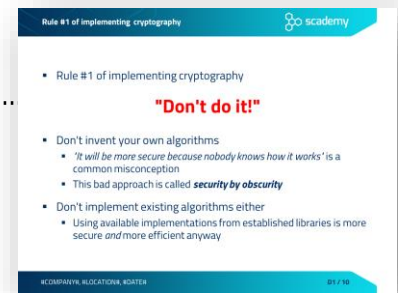 Rule #1 of implementing cryptography
scademy
Rule #1 of implementing cryptography
"Don't do it!"
Don't invent your own algorithms
"It will be more secure because nobody knows how it works" is a
common misconception
This bad approach is called security by obscurity
Don't implement existing algorithms either
Using available implementations from established libraries is more
secure and more efficient anyway
#COMPANY#, #LOCATION#, #DATE#
D1 / 10